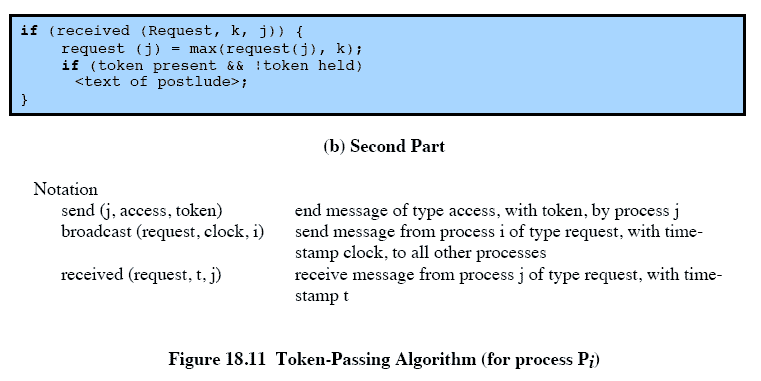 if (received (Request, k, j)) {
request (j) = max(request(j), k);
if (token present && !token held)
<text of postlude>;
}
(b) Second Part
Notation
send (j, access, token) end message of type access, with token, by process j
broadcast (request, clock, i) send message from process i of type request, with time-
stamp clock, to all other processes
received (request, t, j) receive message from process j of type request, with time-
stamp t
Figure 18.11 Token-Passing Algorithm (for process Pi)